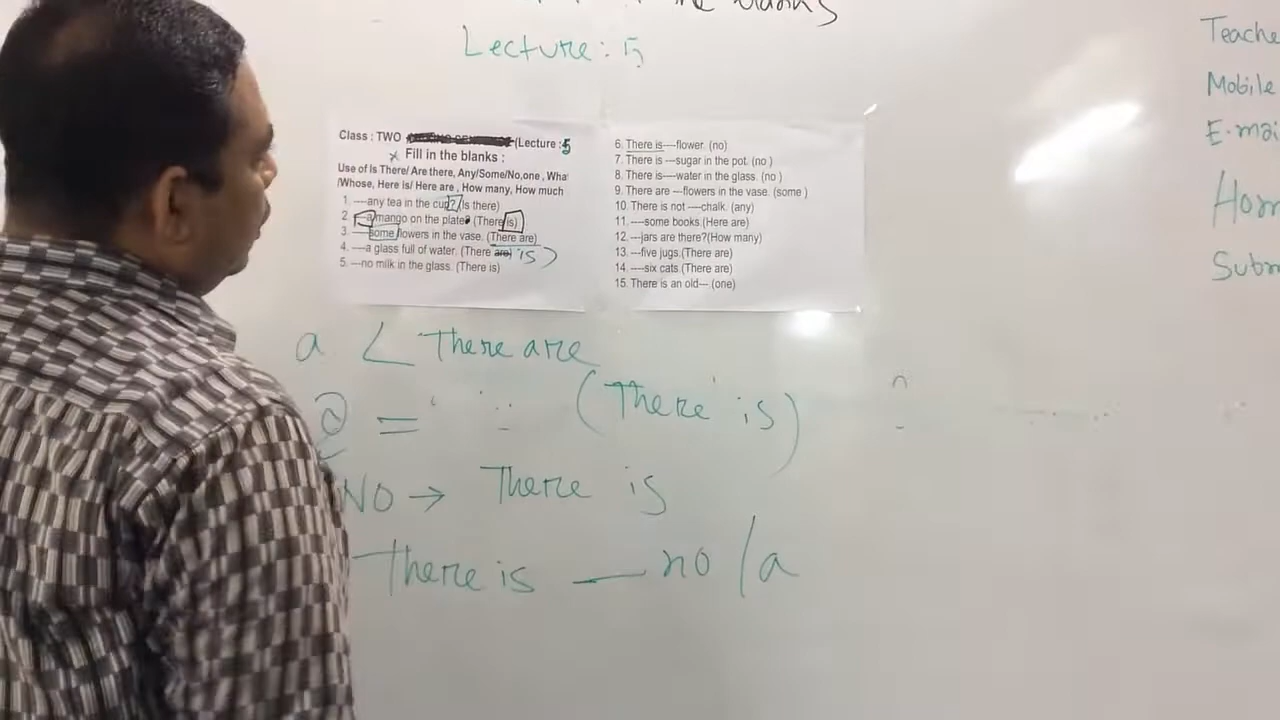 the blanks
Lecture: 5
Class : TWO (Lecture :5
Fill in the blanks :
Use of Is There/ Are there, Any/Some/No,one , Wha
/Whose, Here is/ Here are , How many, How much
1. ----any tea in the cup?(Is there)
2. ----a mango on the plate? (There is)
3. ----some flowers in the vase. (There are)
4. ----a glass full of water. (There are) is)
5. ---no milk in the glass. (There is)
6. There is----flower. (no)
7. There is ---sugar in the pot. (no )
8. There is----water in the glass. (no )
9. There are ---flowers in the vase. (some )
10. There is not ----chalk. (any)
11. ----some books.(Here are)
12. ---jars are there?(How many)
13. ---five jugs.(There are)
14. ----six cats.(There are)
15. There is an old--- (one)
a < There are
a = (There is)
NO → There is
There is — no / a
Teache
Mobile
E-mai
Hom
Subm